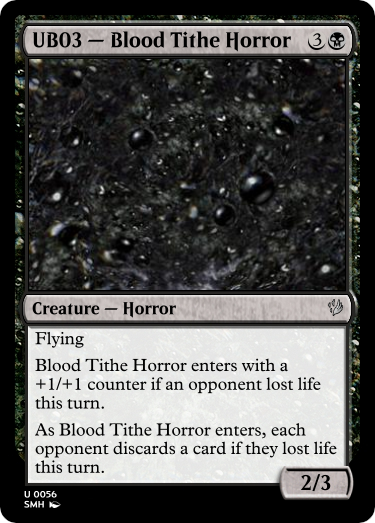 UB03 — Blood Tithe Horror 3
Creature — Horror
Flying
Blood Tithe Horror enters with a
+1/+1 counter if an opponent lost life
this turn.
As Blood Tithe Horror enters, each
opponent discards a card if they lost life
this turn.
2/3
U 0056
SMH